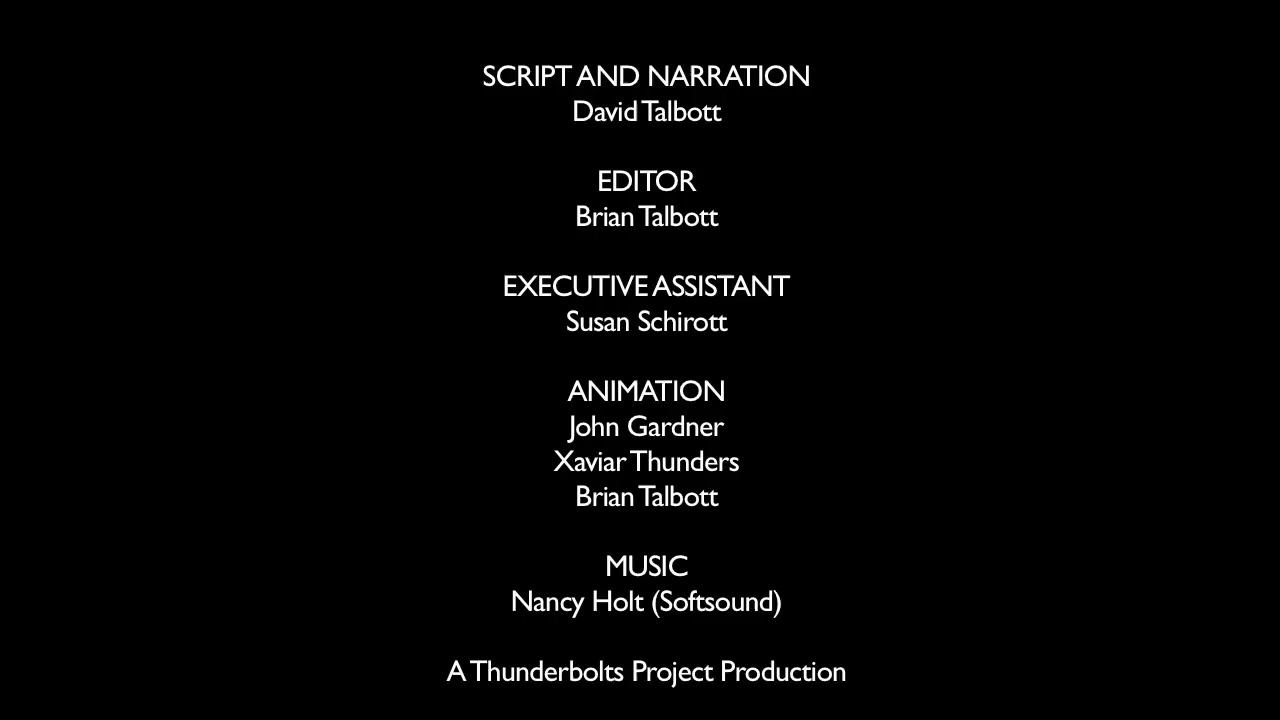 SCRIPT AND NARRATION
David Talbott
EDITOR
Brian Talbott
EXECUTIVE ASSISTANT
Susan Schirott
ANIMATION
John Gardner
Xaviar Thunders
Brian Talbott
MUSIC
Nancy Holt (Softsound)
A Thunderbolts Project Production